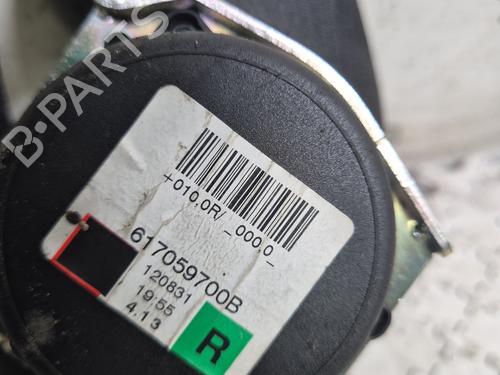 B-PARTS
+010.0R/_000.0_
617059700B
120831
19:55
4.13
R